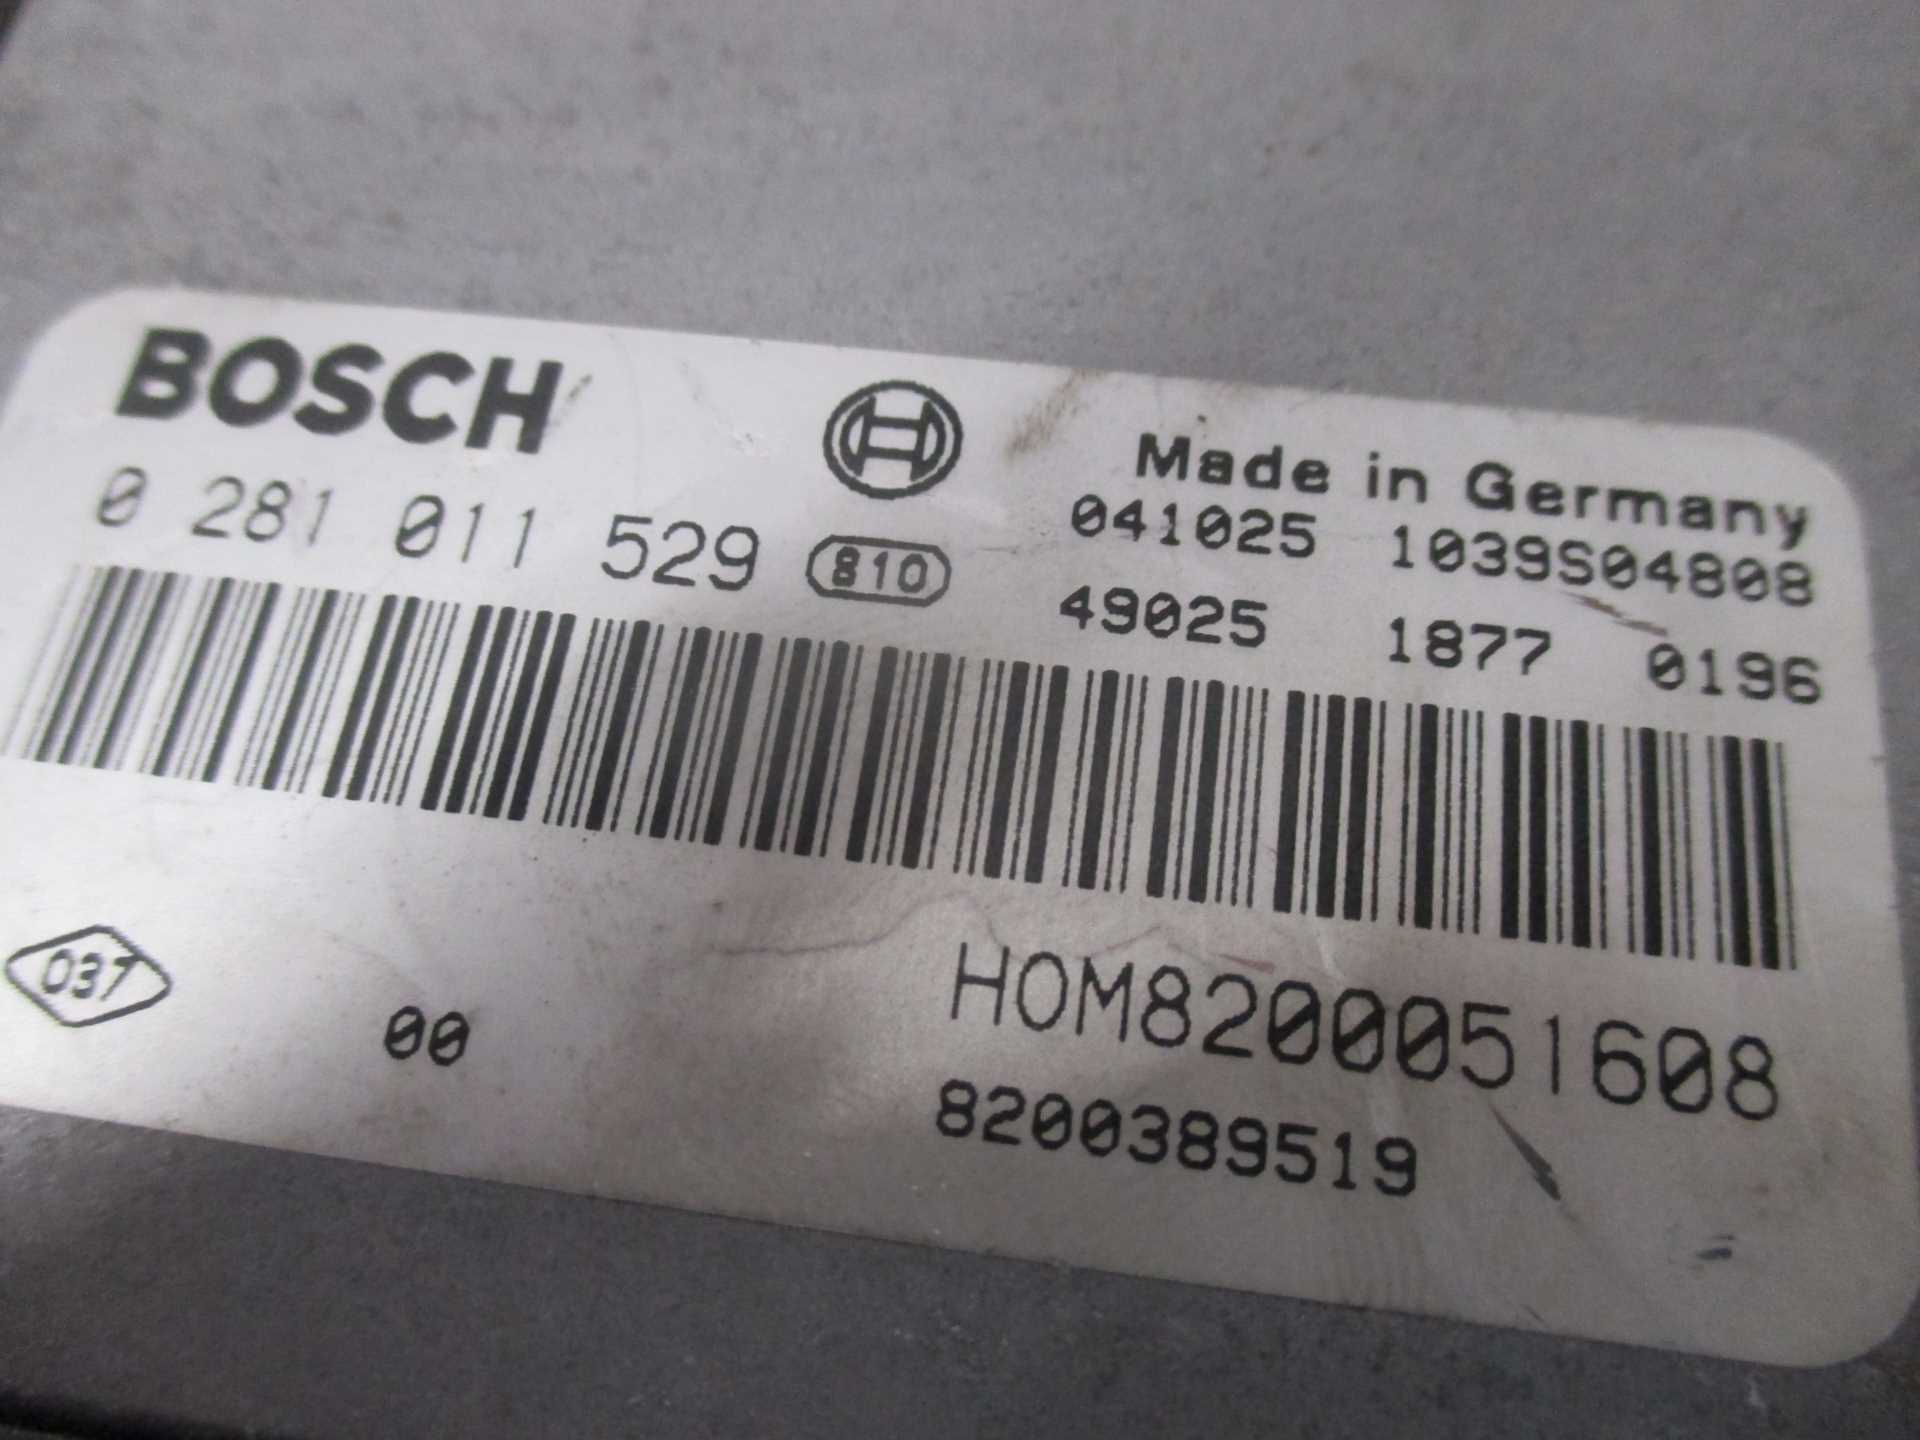 BOSCH
Made in Germany
0 281 011 529 810
041025 1039S04808
49025 1877 0196
037
00
HOM8200051608
8200389519